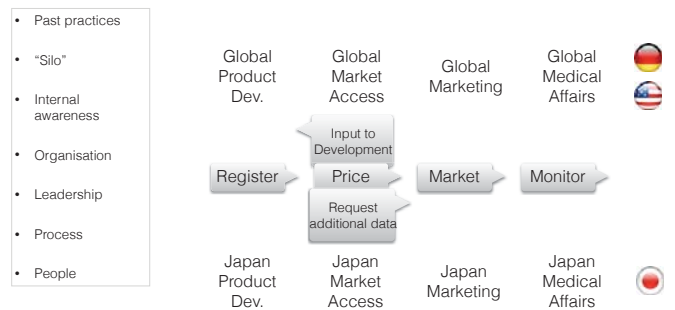 • Past practices
• “Silo”
• Internal
awareness
• Organisation
• Leadership
• Process
• People
Global
Product
Dev.
Global
Market
Access
Global
Marketing
Global
Medical
Affairs
Input to
Development
Register
Price
Market
Monitor
Request
additional data
Japan
Product
Dev.
Japan
Market
Access
Japan
Marketing
Japan
Medical
Affairs